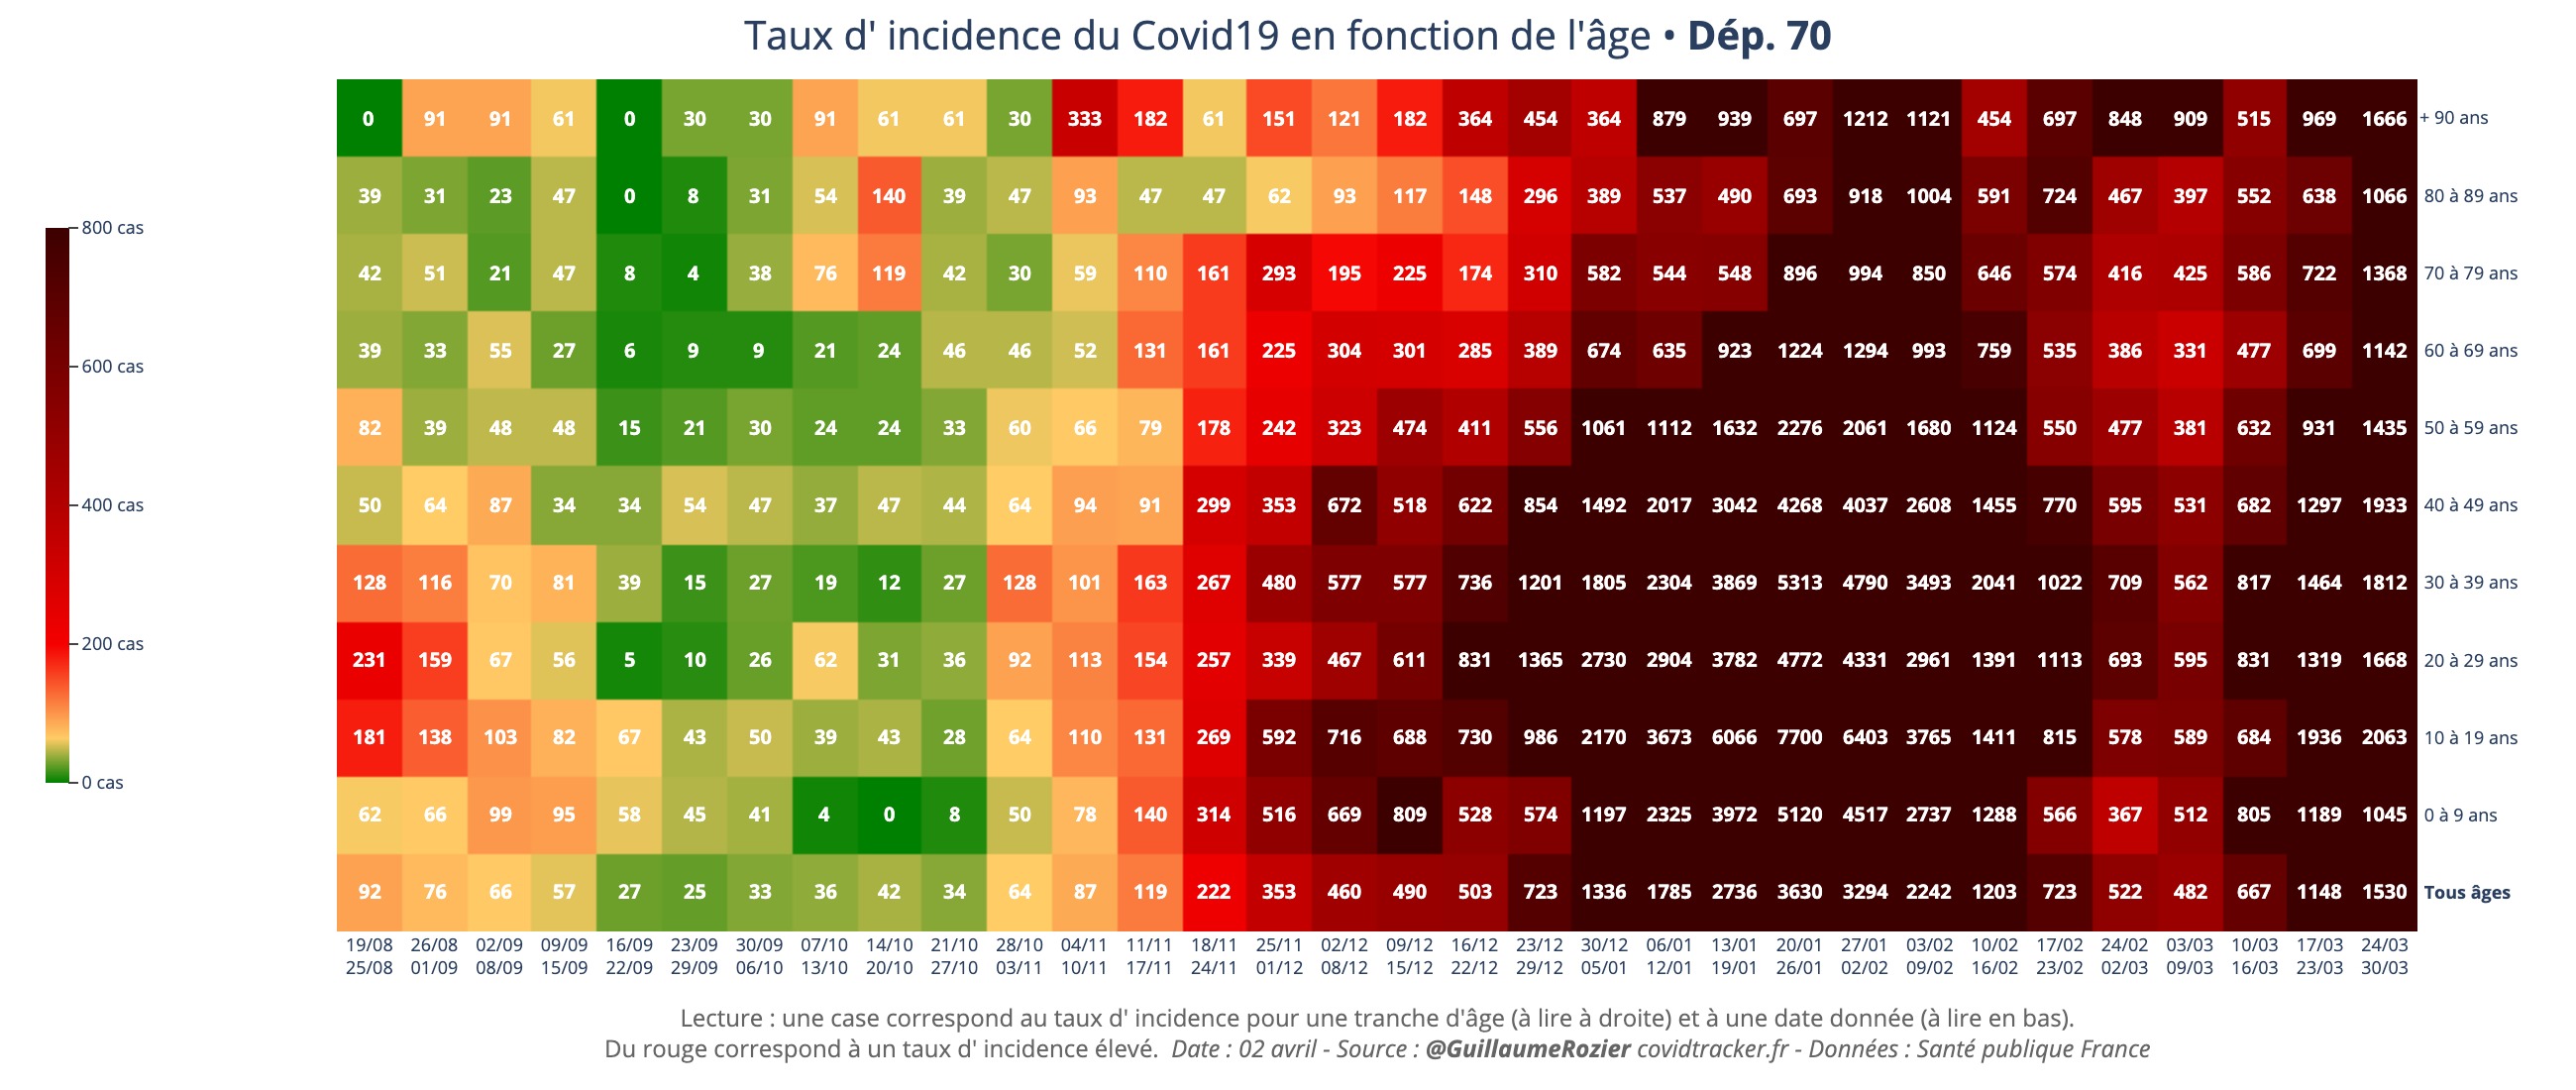 Taux d' incidence du Covid19 en fonction de l'âge • Dép. 70
0 91 91 61 0 30 30 91 61 61 30 333 182 61 151 121 182 364 454 364 879 939 697 1212 1121 454 697 848 909 515 969 1666 + 90 ans
39 31 23 47 0 8 31 54 140 39 47 93 47 47 62 93 117 148 296 389 537 490 693 918 1004 591 724 467 397 552 638 1066 80 à 89 ans
800 cas
42 51 21 47 8 4 38 76 119 42 30 59 110 161 293 195 225 174 310 582 544 548 896 994 850 646 574 416 425 586 722 1368 70 à 79 ans
39 33 55 27 6 9 9 21 24 46 46 52 131 161 225 304 301 285 389 674 635 923 1224 1294 993 759 535 386 331 477 699 1142 60 à 69 ans
600 cas
82 39 48 48 15 21 30 24 24 33 60 66 79 178 242 323 474 411 556 1061 1112 1632 2276 2061 1680 1124 550 477 381 632 931 1435 50 à 59 ans
400 cas
50 64 87 34 34 54 47 37 47 44 64 94 91 299 353 672 518 622 854 1492 2017 3042 4268 4037 2608 1455 770 595 531 682 1297 1933 40 à 49 ans
128 116 70 81 39 15 27 19 12 27 128 101 163 267 480 577 577 736 1201 1805 2304 3869 5313 4790 3493 2041 1022 709 562 817 1464 1812 30 à 39 ans
200 cas
231 159 67 56 5 10 26 62 31 36 92 113 154 257 339 467 611 831 1365 2730 2904 3782 4772 4331 2961 1391 1113 693 595 831 1319 1668 20 à 29 ans
181 138 103 82 67 43 50 39 43 28 64 110 131 269 592 716 688 730 986 2170 3673 6066 7700 6403 3765 1411 815 578 589 684 1936 2063 10 à 19 ans
0 cas
62 66 99 95 58 45 41 4 0 8 50 78 140 314 516 669 809 528 574 1197 2325 3972 5120 4517 2737 1288 566 367 512 805 1189 1045 0 à 9 ans
92 76 66 57 27 25 33 36 42 34 64 87 119 222 353 460 490 503 723 1336 1785 2736 3630 3294 2242 1203 723 522 482 667 1148 1530 Tous âges
19/08 26/08 02/09 09/09 16/09 23/09 30/09 07/10 14/10 21/10 28/10 04/11 11/11 18/11 25/11 02/12 09/12 16/12 23/12 30/12 06/01 13/01 20/01 27/01 03/02 10/02 17/02 24/02 03/03 10/03 17/03 24/03
25/08 01/09 08/09 15/09 22/09 29/09 06/10 13/10 20/10 27/10 03/11 10/11 17/11 24/11 01/12 08/12 15/12 22/12 29/12 05/01 12/01 19/01 26/01 02/02 09/02 16/02 23/02 02/03 09/03 16/03 23/03 30/03
Lecture : une case correspond au taux d' incidence pour une tranche d'âge (à lire à droite) et à une date donnée (à lire en bas).
Du rouge correspond à un taux d' incidence élevé. Date : 02 avril - Source : @GuillaumeRozier covidtracker.fr - Données : Santé publique France